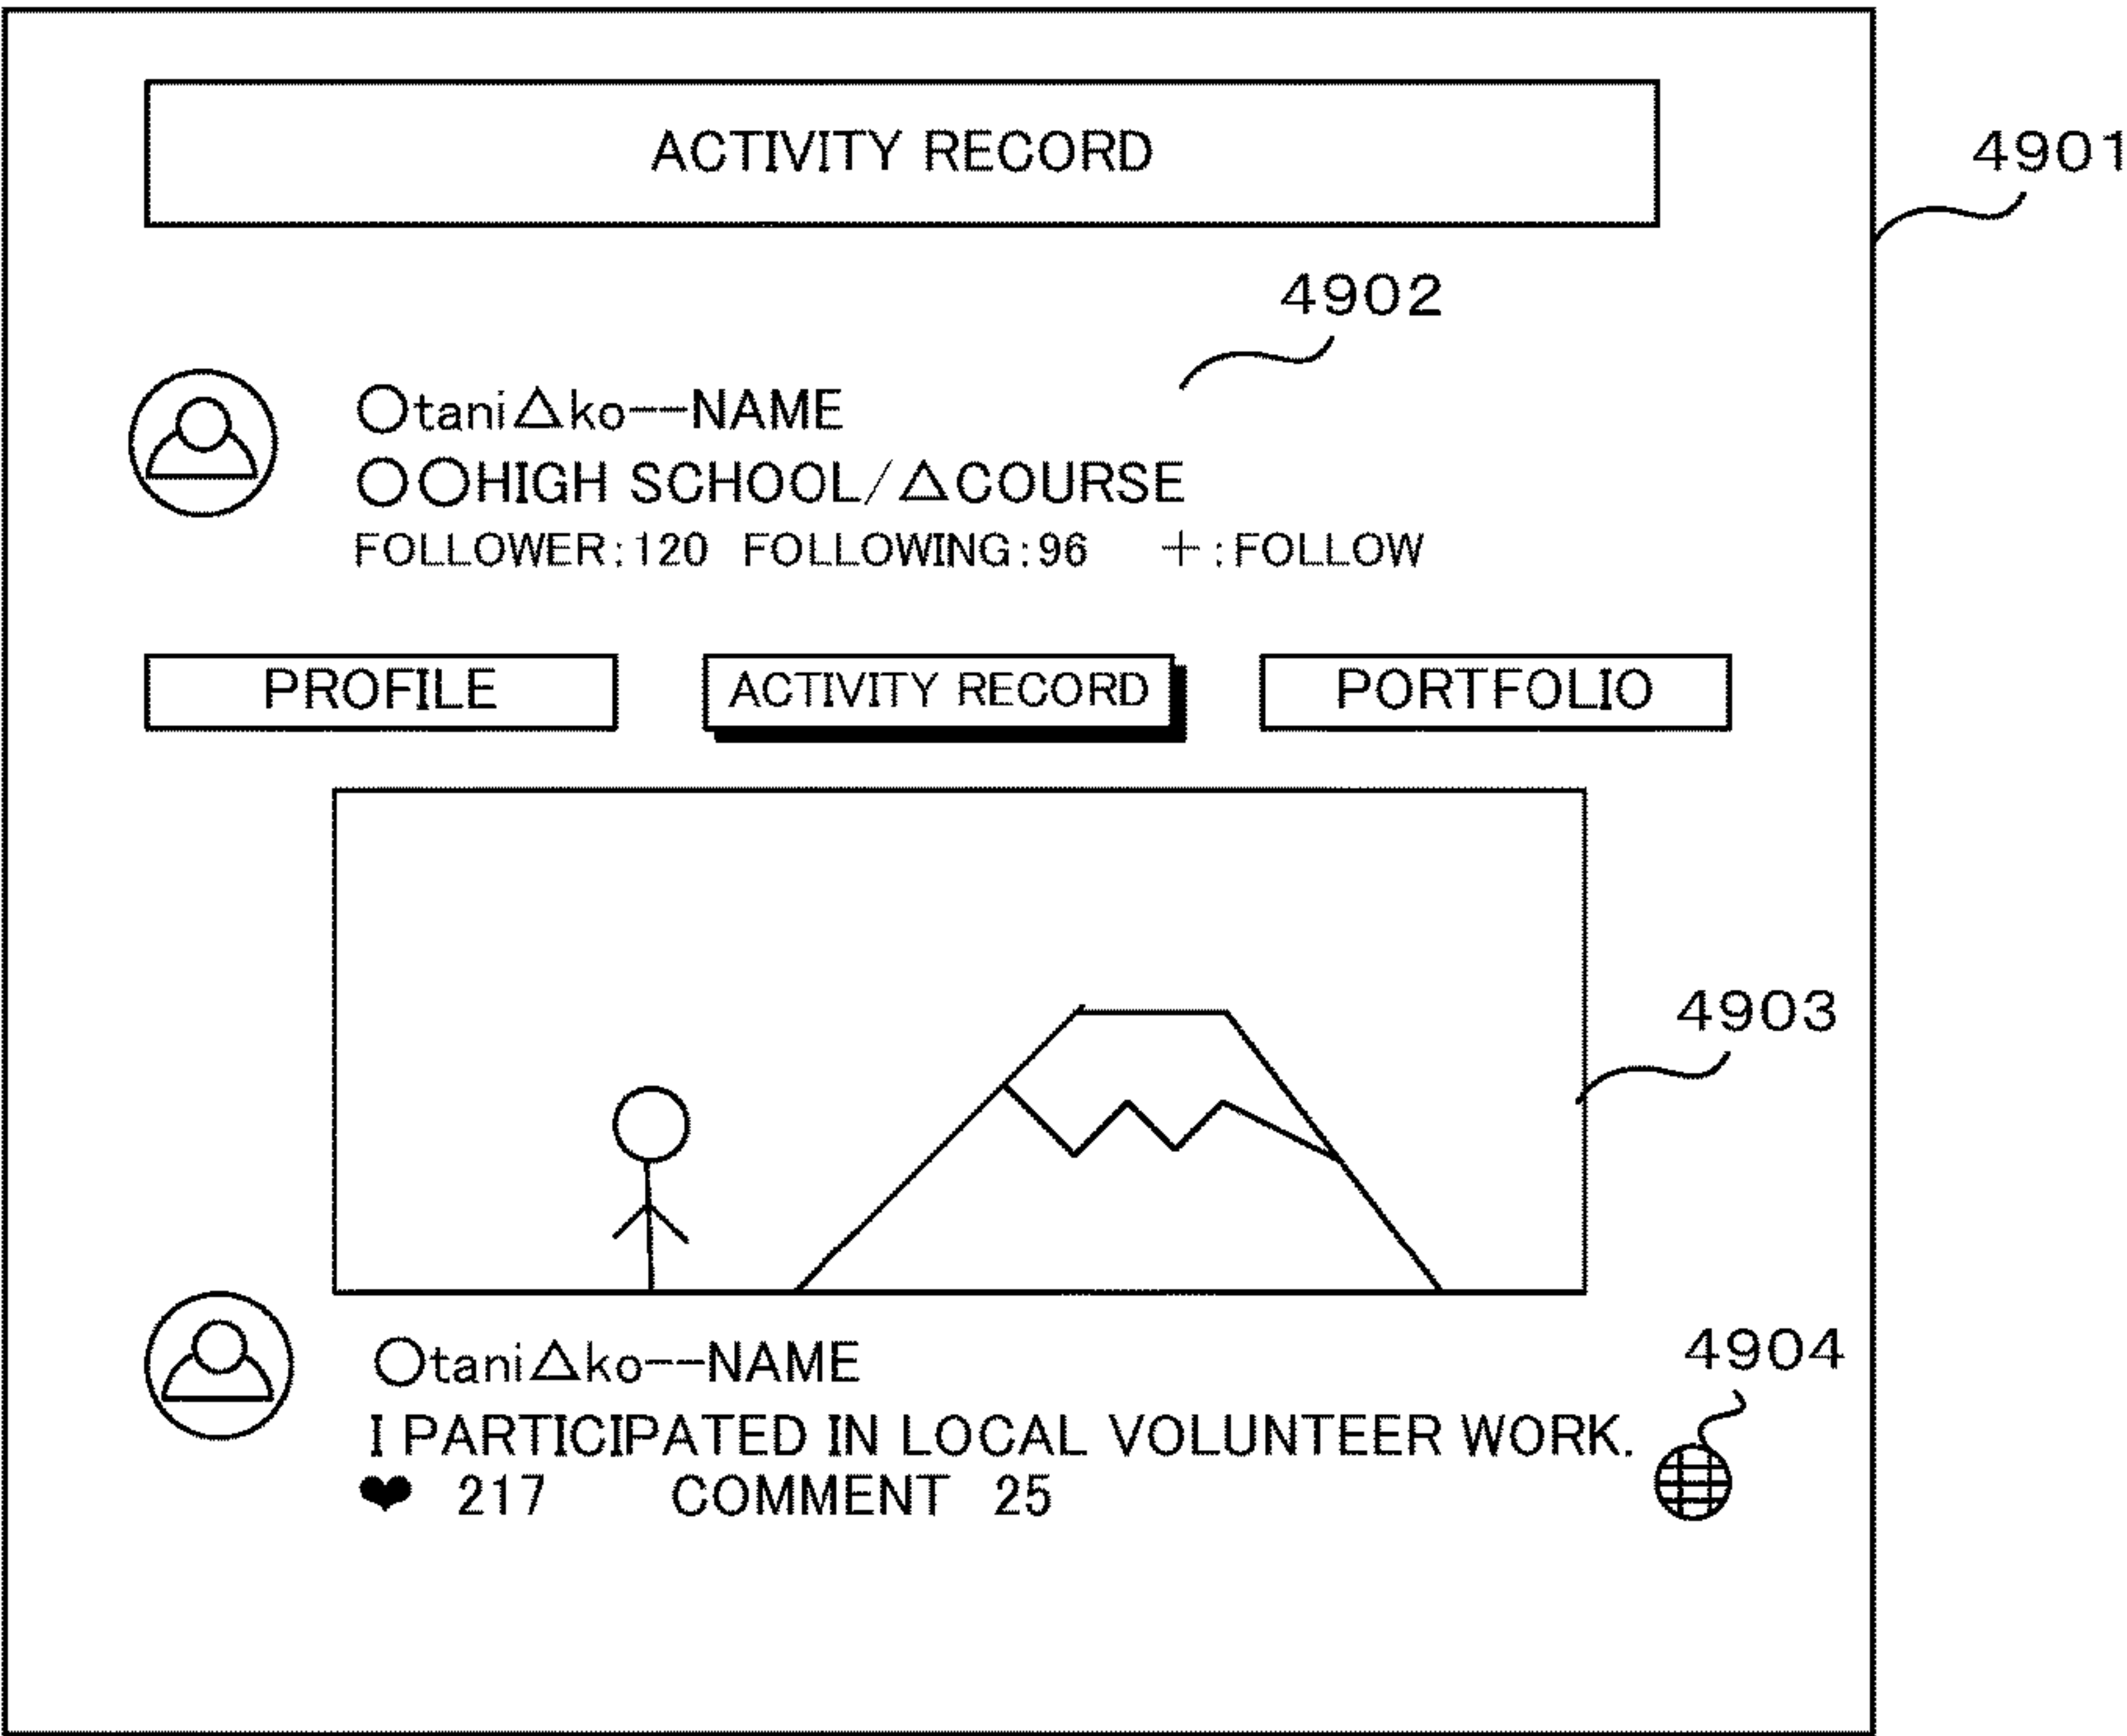 ACTIVITY RECORD
4901
4902
○tani△ko--NAME
○○HIGH SCHOOL/△COURSE
FOLLOWER:120 FOLLOWING:96 +:FOLLOW
PROFILE ACTIVITY RECORD PORTFOLIO
4903
○tani△ko--NAME
4904
I PARTICIPATED IN LOCAL VOLUNTEER WORK.
♥ 217 COMMENT 25